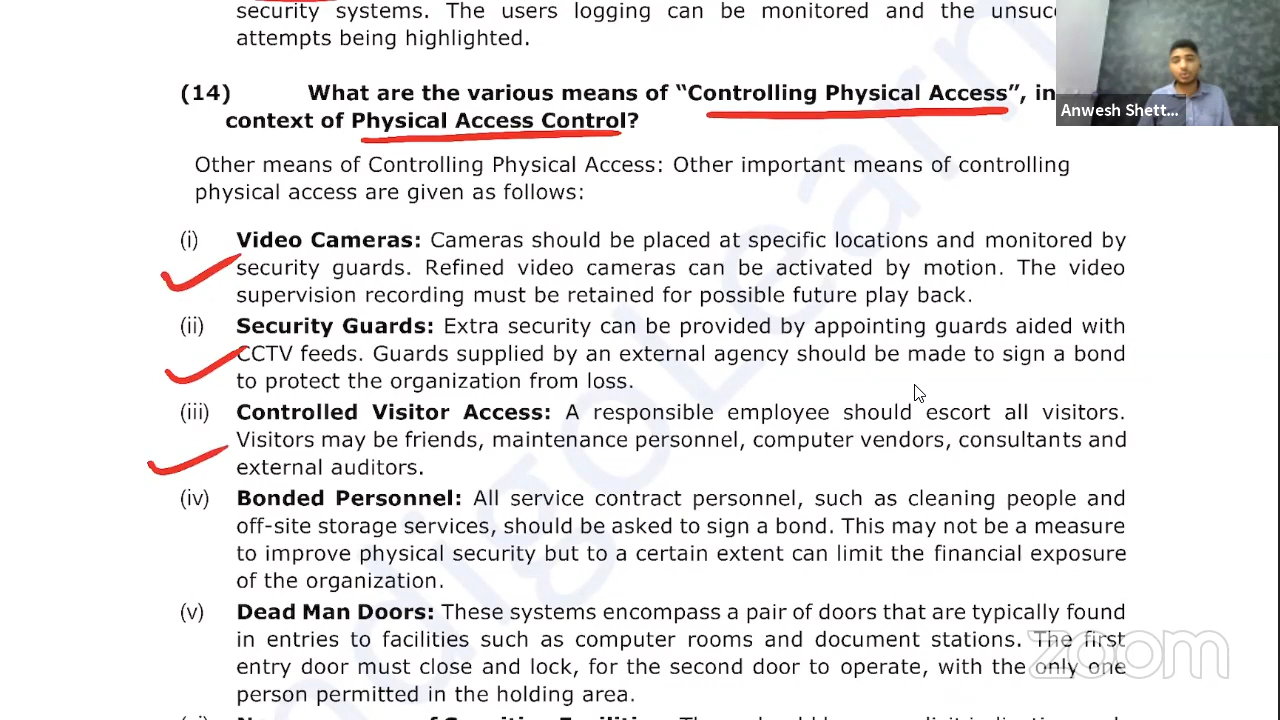 security systems. The users logging can be monitored and the
attempts being highlighted.
(14) What are the various means of “Controlling Physical Access”, in
context of Physical Access Control?
Other means of Controlling Physical Access: Other important means of controlling
physical access are given as follows:
(i) Video Cameras: Cameras should be placed at specific locations and monitored by
security guards. Refined video cameras can be activated by motion. The video
supervision recording must be retained for possible future play back.
(ii) Security Guards: Extra security can be provided by appointing guards aided with
CCTV feeds. Guards supplied by an external agency should be made to sign a bond
to protect the organization from loss.
(iii) Controlled Visitor Access: A responsible employee should escort all visitors.
Visitors may be friends, maintenance personnel, computer vendors, consultants and
external auditors.
(iv) Bonded Personnel: All service contract personnel, such as cleaning people and
off-site storage services, should be asked to sign a bond. This may not be a measure
to improve physical security but to a certain extent can limit the financial exposure
of the organization.
(v) Dead Man Doors: These systems encompass a pair of doors that are typically found
in entries to facilities such as computer rooms and document stations. The first
entry door must close and lock, for the second door to operate, with the only one
person permitted in the holding area.
Anwesh Shett...
zoom